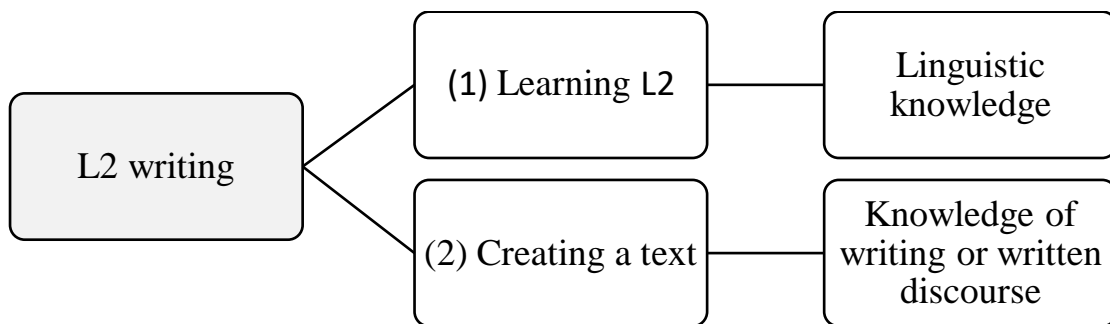 L2 writing
(1) Learning L2
Linguistic
knowledge
(2) Creating a text
Knowledge of
writing or written
discourse